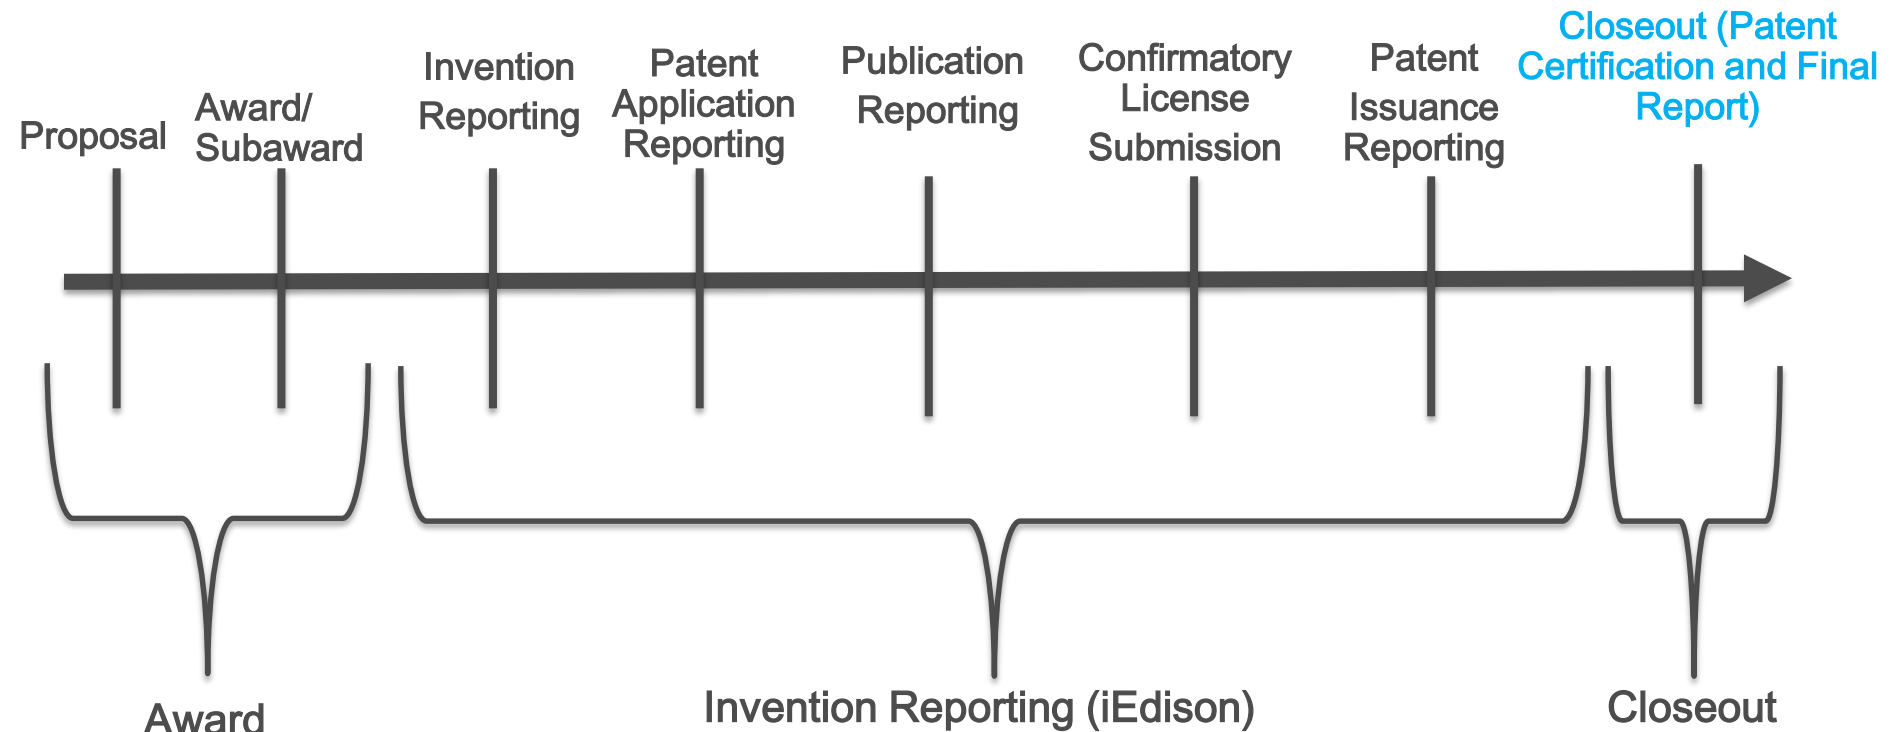 Proposal
Award/
Subaward
Invention
Reporting
Patent
Application
Reporting
Publication
Reporting
Confirmatory
License
Submission
Patent
Issuance
Reporting
Closeout (Patent
Certification and Final
Report)
Award
Invention Reporting (iEdison)
Closeout